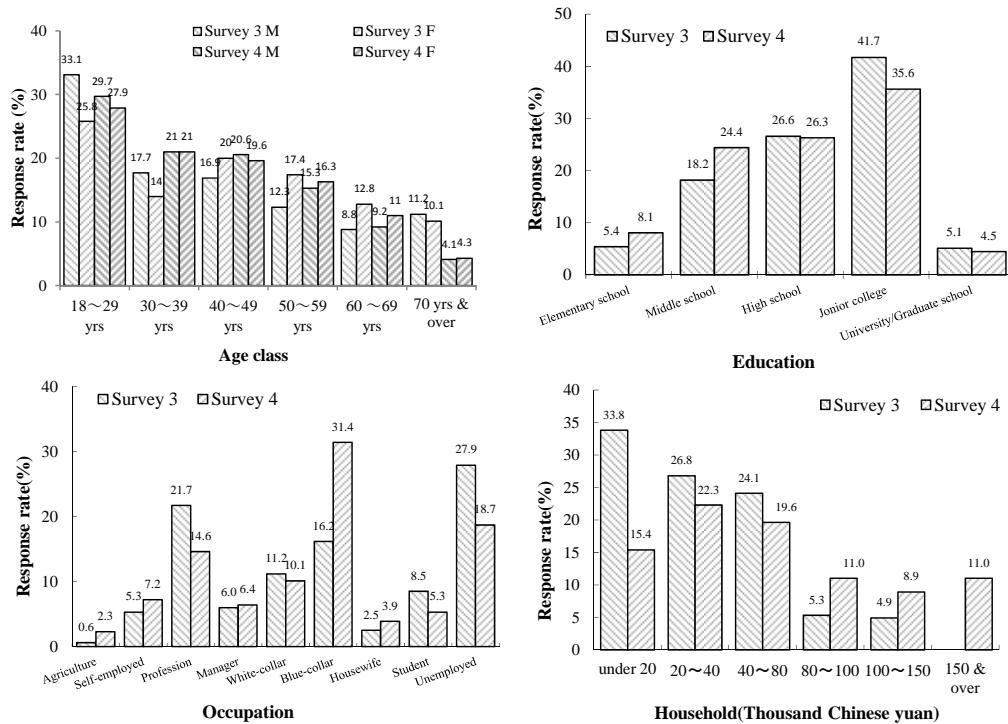 40
30
20
10
0
Response rate (%)
Survey 3 M
Survey 3 F
Survey 4 M
Survey 4 F
33.1
25.8
29.7
27.9
17.7
14
21
21
16.9
20
20.6
19.6
12.3
17.4
15.3
16.3
8.8
12.8
9.2
11
11.2
10.1
4.1
4.3
18～29 yrs
30～39 yrs
40～49 yrs
50～59 yrs
60～69 yrs
70 yrs & over
Age class
50
40
30
20
10
0
Response rate(%)
Survey 3
Survey 4
5.4
8.1
18.2
24.4
26.6
26.3
41.7
35.6
5.1
4.5
Elementary school
Middle school
High school
Jonior college
University/Graduate school
Education
40
30
20
10
0
Response rate(%)
Survey 3
Survey 4
0.6
2.3
5.3
7.2
21.7
14.6
6.0
6.4
11.2
10.1
16.2
31.4
2.5
3.9
8.5
5.3
27.9
18.7
Agriculture
Self-employed
Profession
Manager
White-collar
Blue-collar
Housewife
Student
Unemployed
Occupation
40
35
30
25
20
15
10
5
0
Response rate(%)
Survey 3
Survey 4
33.8
15.4
26.8
22.3
24.1
19.6
5.3
11.0
4.9
8.9
11.0
under 20
20～40
40～80
80～100
100～150
150 & over
Household(Thousand Chinese yuan)